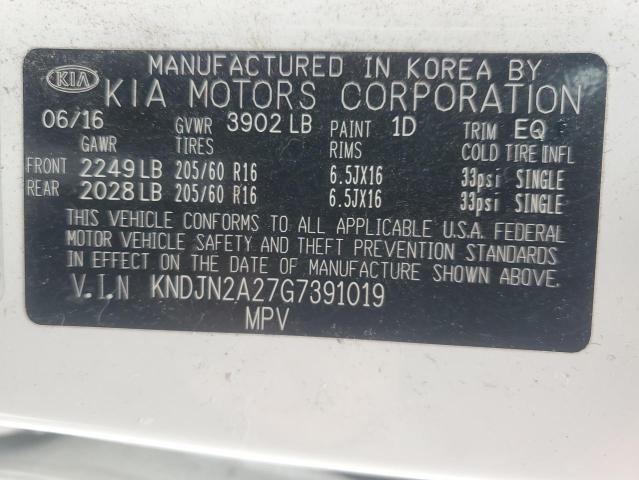 MANUFACTURED IN KOREA BY
KIA KIA MOTORS CORPORATION
06/16 GVWR 3902 LB PAINT 1D TRIM EQ
GAWR TIRES RIMS COLD TIRE INFL
FRONT 2249 LB 205/60 R16 6.5JX16 33psi SINGLE
REAR 2028 LB 205/60 R16 6.5JX16 33psi SINGLE
THIS VEHICLE CONFORMS TO ALL APPLICABLE U.S.A. FEDERAL
MOTOR VEHICLE SAFETY AND THEFT PREVENTION STANDARDS
IN EFFECT ON THE DATE OF MANUFACTURE SHOWN ABOVE.
V.I.N KNDJN2A27G7391019
MPV